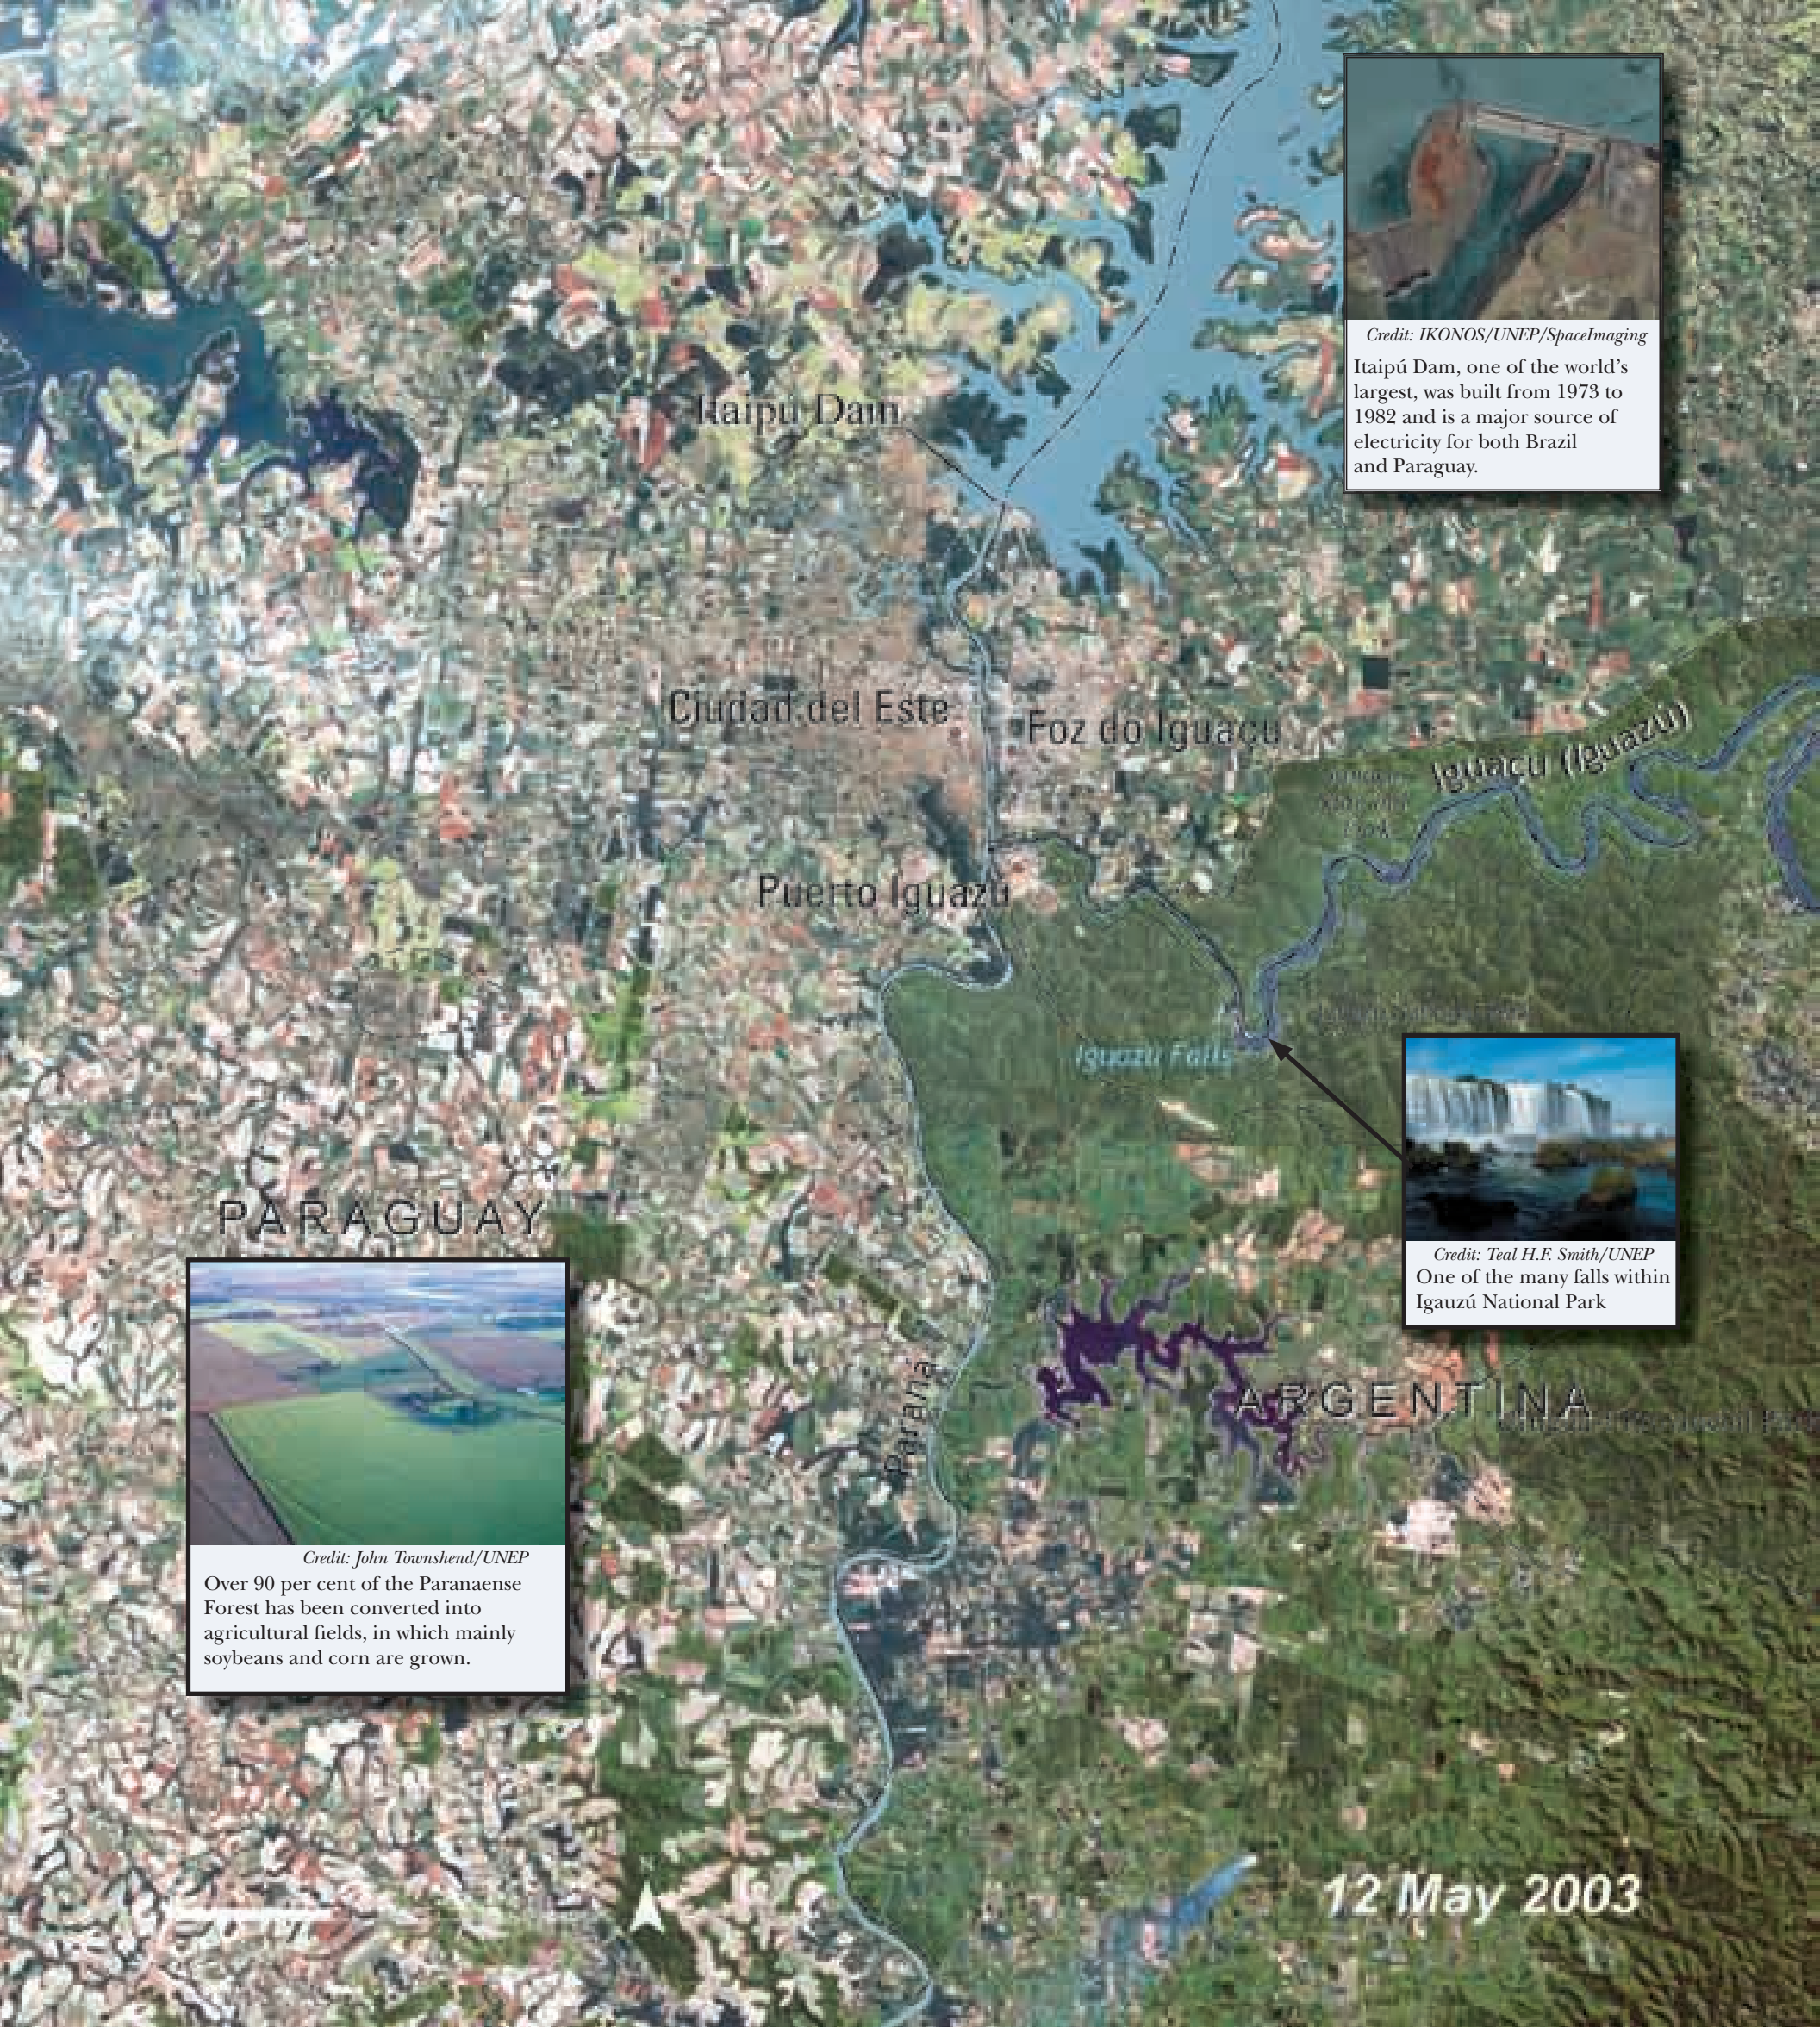 Credit: IKONOS/UNEP/SpaceImaging
Itaipú Dam, one of the world's
largest, was built from 1973 to
1982 and is a major source of
electricity for both Brazil
and Paraguay.
Itaipú Dam
Ciudad del Este
Foz do Iguaçu
Iguaçu (Iguazú)
Puerto Iguazú
Iguazú Falls
Credit: Teal H.F. Smith/UNEP
One of the many falls within
Igauzú National Park
PARAGUAY
Credit: John Townshend/UNEP
Over 90 per cent of the Paranaense
Forest has been converted into
agricultural fields, in which mainly
soybeans and corn are grown.
Paraná
ARGENTINA
12 May 2003